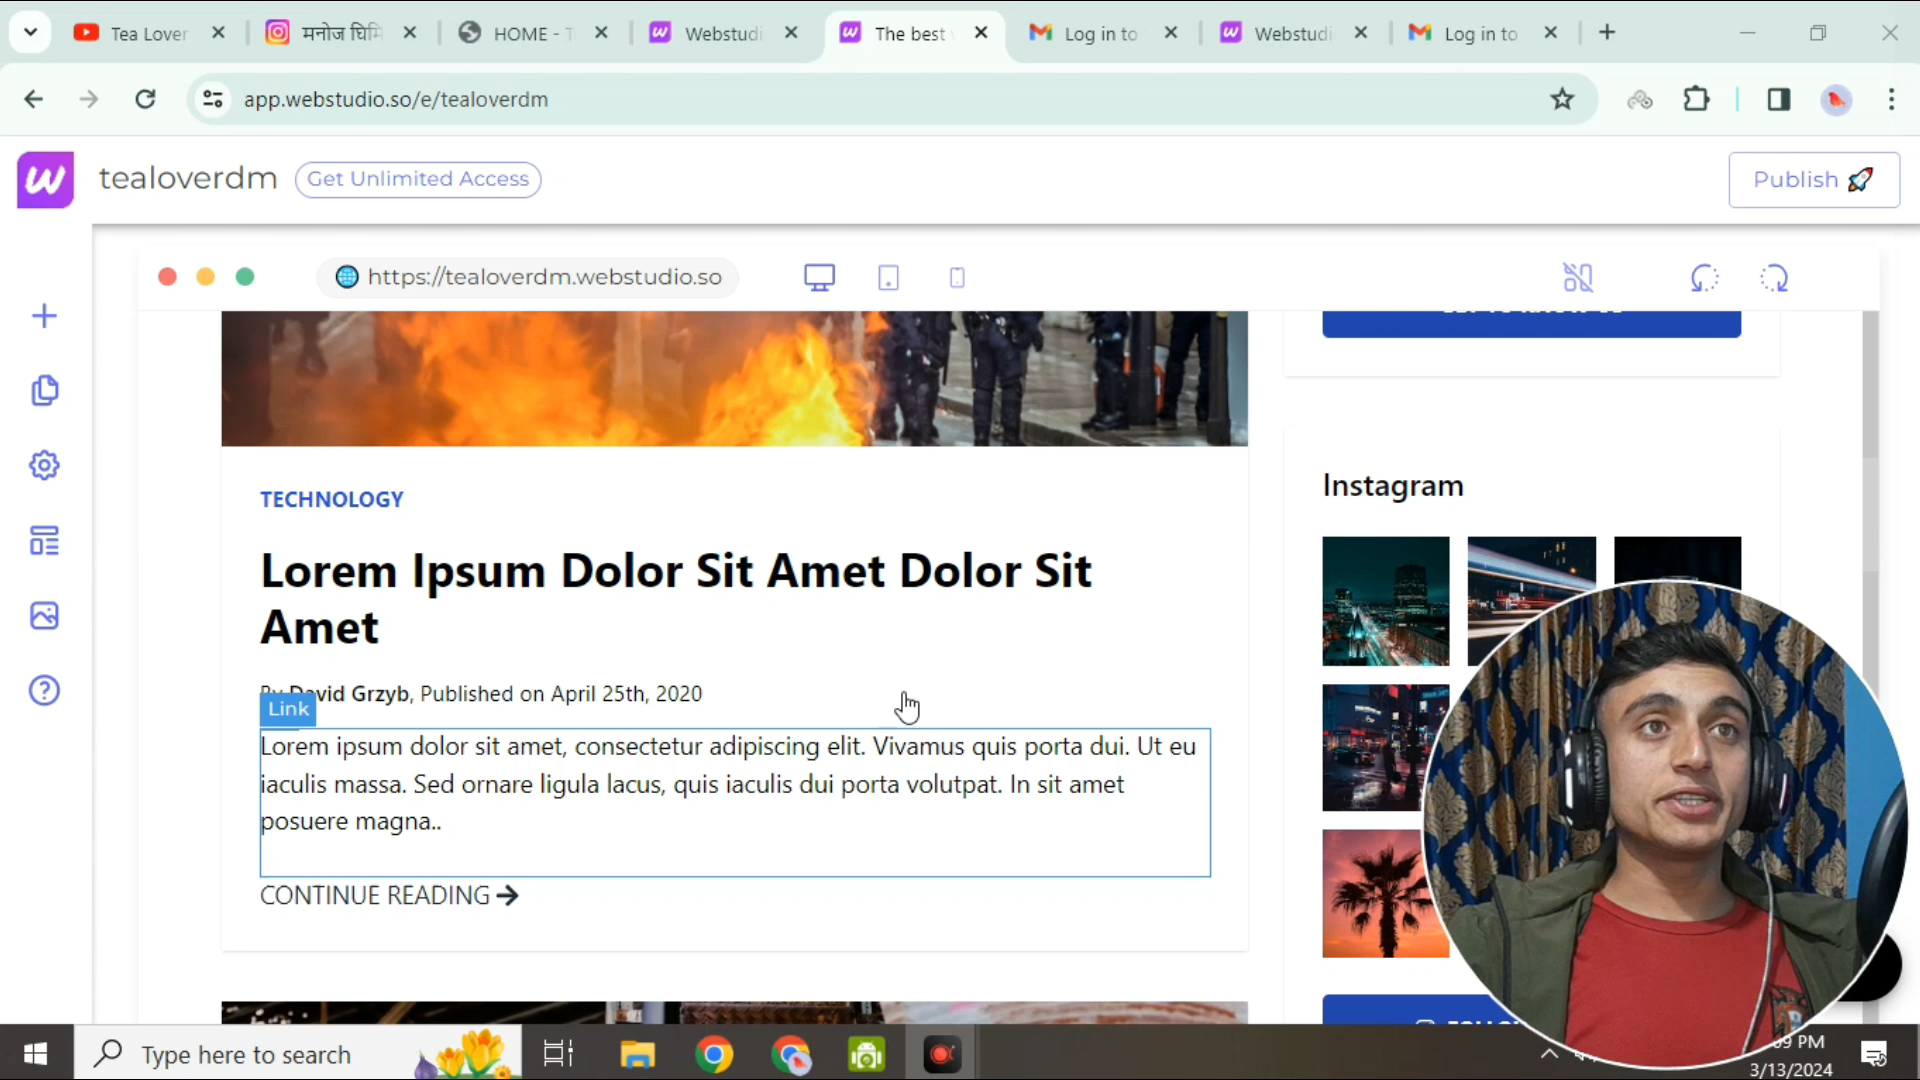 Tea Lover
HOME - T
Webstudi
The best
Log in to
Webstudi
Log in to
app.webstudio.so/e/tealoverdm
tealoverdm
Get Unlimited Access
Publish
https://tealoverdm.webstudio.so
TECHNOLOGY
Lorem Ipsum Dolor Sit Amet Dolor Sit
Amet
By David Grzyb, Published on April 25th, 2020
Link
Lorem ipsum dolor sit amet, consectetur adipiscing elit. Vivamus quis porta dui. Ut eu
iaculis massa. Sed ornare ligula lacus, quis iaculis dui porta volutpat. In sit amet
posuere magna..
CONTINUE READING
Instagram
Type here to search
09 PM
3/13/2024